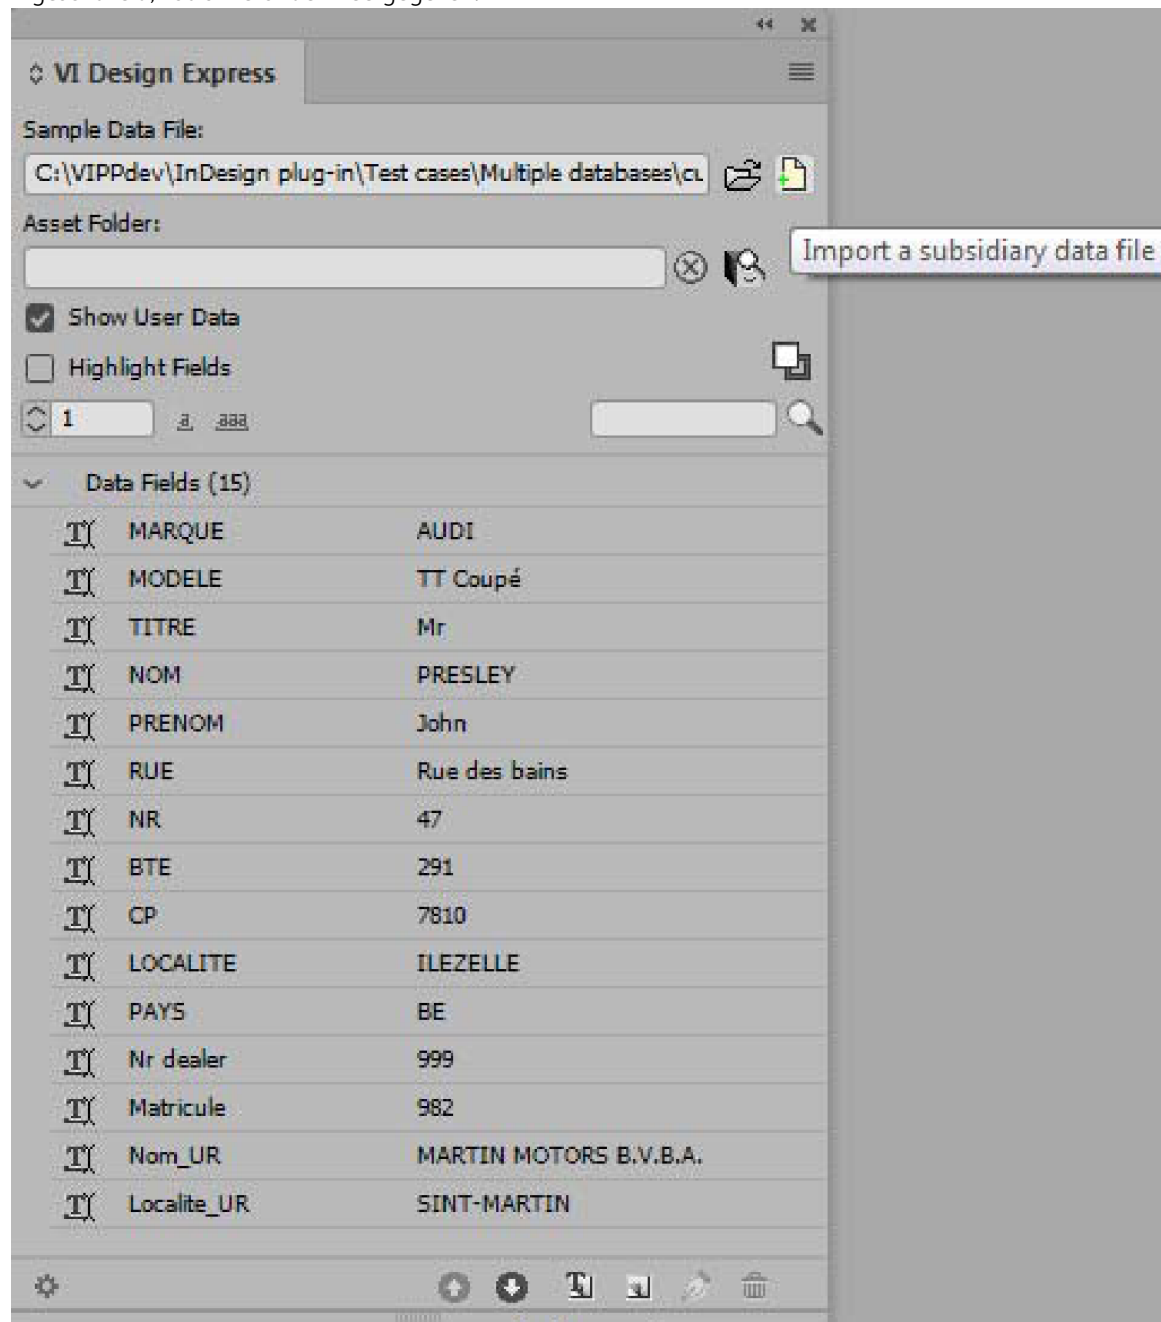 VI Design Express
Sample Data File:
C:\VIPPdev\InDesign plug-in\Test cases\Multiple databases\cu
Asset Folder:
Import a subsidiary data file
Show User Data
Highlight Fields
1 a aaa
Data Fields (15)
MARQUE AUDI
MODELE TT Coupé
TITRE Mr
NOM PRESLEY
PRENOM John
RUE Rue des bains
NR 47
BTE 291
CP 7810
LOCALITE ILEZELLE
PAYS BE
Nr dealer 999
Matricule 982
Nom_UR MARTIN MOTORS B.V.B.A.
Localite_UR SINT-MARTIN